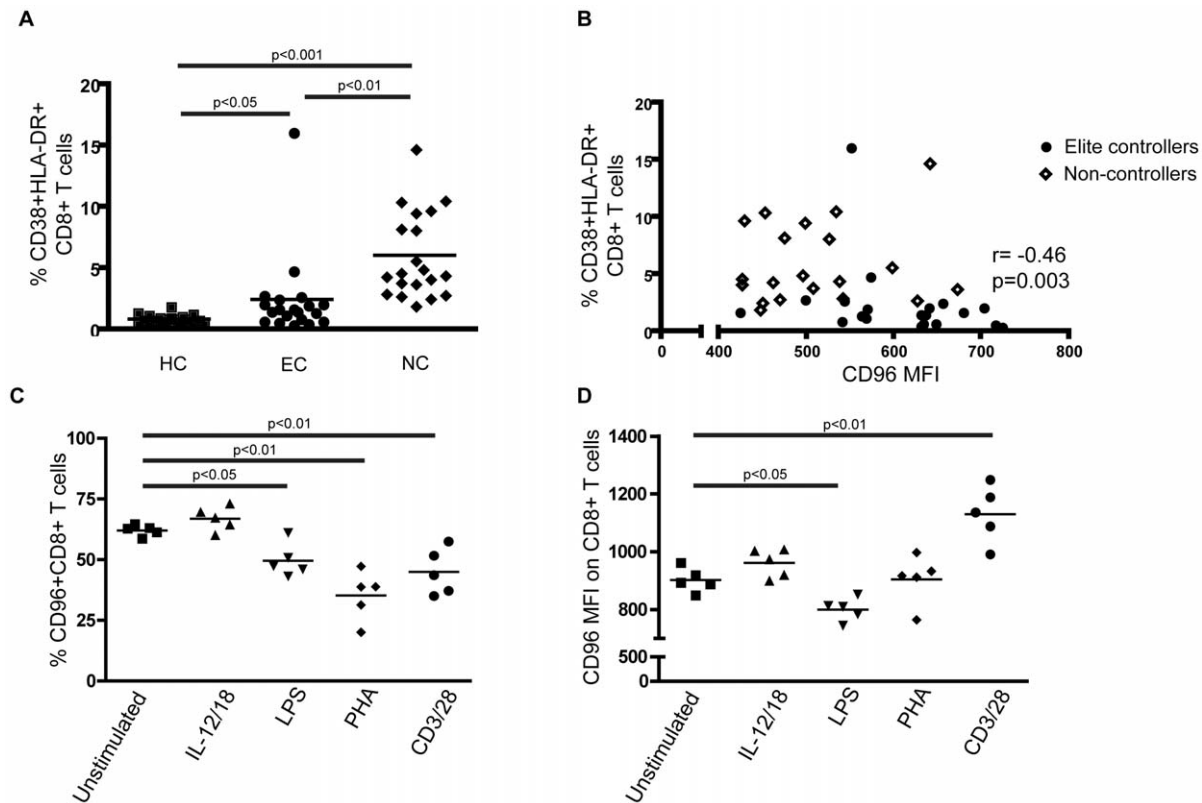 A
p<0.001
p<0.05
p<0.01
% CD38+HLA-DR+
CD8+ T cells
20
15
10
5
0
HC
EC
NC
B
% CD38+HLA-DR+
CD8+ T cells
20
15
10
5
0
Elite controllers
Non-controllers
r= -0.46
p=0.003
0
400
500
600
700
800
CD96 MFI
C
p<0.01
p<0.01
p<0.05
% CD96+CD8+ T cells
100
75
50
25
0
Unstimulated
IL-12/18
LPS
PHA
CD3/28
D
p<0.01
p<0.05
CD96 MFI on CD8+ T cells
1400
1200
1000
800
500
0
Unstimulated
IL-12/18
LPS
PHA
CD3/28